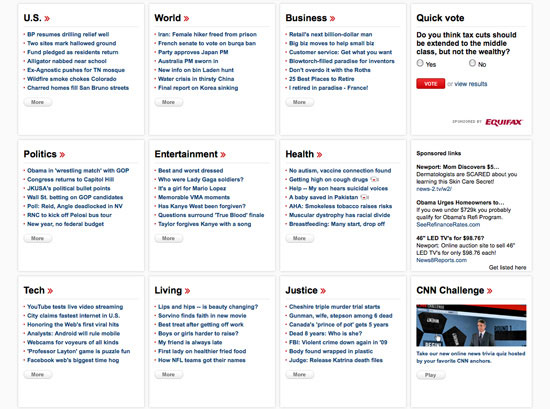 U.S. »
BP resumes drilling relief well
Two sites mark hallowed ground
Fund pledged as residents return
Alligator nabbed near school
Ex-Agnostic pushes for TN mosque
Wildfire smoke chokes Colorado
Charred homes fill San Bruno streets
More
World »
Iran: Female hiker freed from prison
French senate to vote on burqa ban
Party approves Japan PM
Australia PM sworn in
New info on bin Laden hunt
Water crisis in thirsty China
Final report on Korea sinking
More
Business »
Retail's next billion-dollar man
Big biz moves to help small biz
Customer service: Get what you want
Blowtorch-filled paradise for inventors
Don't overdo it with the Roths
25 Best Places to Retire
I retired in paradise - France!
More
Quick vote
Do you think tax cuts should
be extended to the middle
class, but not the wealthy?
Yes No
VOTE or view results
SPONSORED BY EQUIFAX
Politics »
Obama in 'wrestling match' with GOP
Congress returns to Capitol Hill
JKUSA's political bullet points
Wall St. betting on GOP candidates
Poll: Reid, Angle deadlocked in NV
RNC to kick off Pelosi bus tour
New year, no federal budget
More
Entertainment »
Best and worst dressed
Who were Lady Gaga soldiers?
It's a girl for Mario Lopez
Memorable VMA moments
Has Kanye West been forgiven?
Questions surround 'True Blood' finale
Taylor forgives Kanye with a song
More
Health »
No autism, vaccine connection found
Getting high on cough drugs
Help -- My son hears suicidal voices
A baby saved in Pakistan
AHA: Smokeless tobacco raises risks
Muscular dystrophy has racial divide
Breastfeeding: Many start, drop off
More
Sponsored links
Newport: Mom Discovers $5...
Dermatologists are SCARED about you
learning this Skin Care Secret!
news-2.tv/w2/
Obama Urges Homeowners to...
If you owe under $729k you probably
qualify for Obama's Refi Program.
SeeRefinanceRates.com
46" LED TV's for $98.76?
Newport: Online auction site to sell 46"
LED TV's for only $98.76 each!
News8Reports.com
Get listed here
Tech »
YouTube tests live video streaming
City claims fastest internet in U.S.
Honoring the Web's first viral hits
Analysts: Android will rule mobile
Webcams for voyeurs of all kinds
'Professor Layton' game is puzzle fun
Facebook web's biggest time hog
More
Living »
Lips and hips -- is beauty changing?
Sorvino finds faith in new movie
Best treat after getting off work
Boys or girls harder to raise?
My friend is always late
First lady on healthier fried food
How NFL teams got their names
More
Justice »
Cheshire triple murder trial starts
Gunman, wife, stepson among 6 dead
Canada's 'prince of pot' gets 5 years
Dead 8 years: Who is she?
FBI: Violent crime down again in '09
Body found wrapped in plastic
Judge: Release Katrina death files
More
CNN Challenge »
Take our new online news trivia quiz hosted
by your favorite CNN anchors.
Play